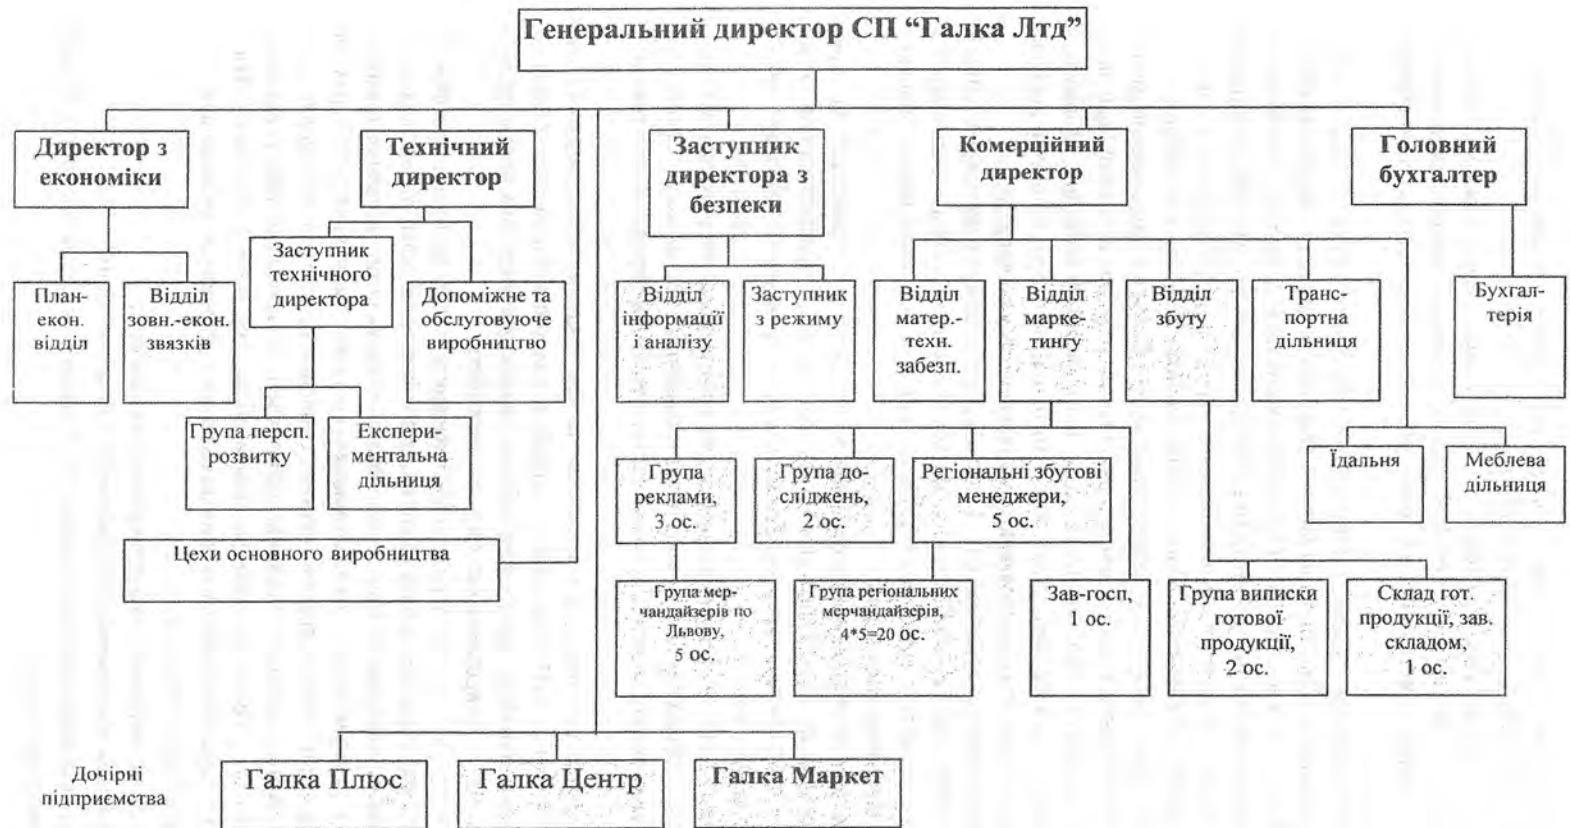 Генеральний директор СП “Галка Лтд”
Директор з
економіки
Технічний
директор
Заступник
директора з
безпеки
Комерційний
директор
Головний
бухгалтер
План-
екон.
відділ
Відділ
зовн.-екон.
звязків
Заступник
технічного
директора
Допоміжне та
обслуговуюче
виробництво
Відділ
інформації
і аналізу
Заступник
з режиму
Відділ
матер.-
техн.
забезп.
Відділ
марке-
тингу
Відділ
збуту
Транс-
портна
дільниця
Бухгал-
терія
Група персп.
розвитку
Експери-
ментальна
дільниця
Їдальня
Меблева
дільниця
Група
реклами,
3 ос.
Група до-
сліджень,
2 ос.
Регіональні збутові
менеджери,
5 ос.
Цехи основного виробництва
Група мер-
чандайзерів по
Львову,
5 ос.
Група регіональних
мерчандайзерів,
4*5=20 ос.
Зав-госп,
1 ос.
Група виписки
готової
продукції,
2 ос.
Склад гот.
продукції, зав.
складом,
1 ос.
Дочірні
підприємства
Галка Плюс
Галка Центр
Галка Маркет